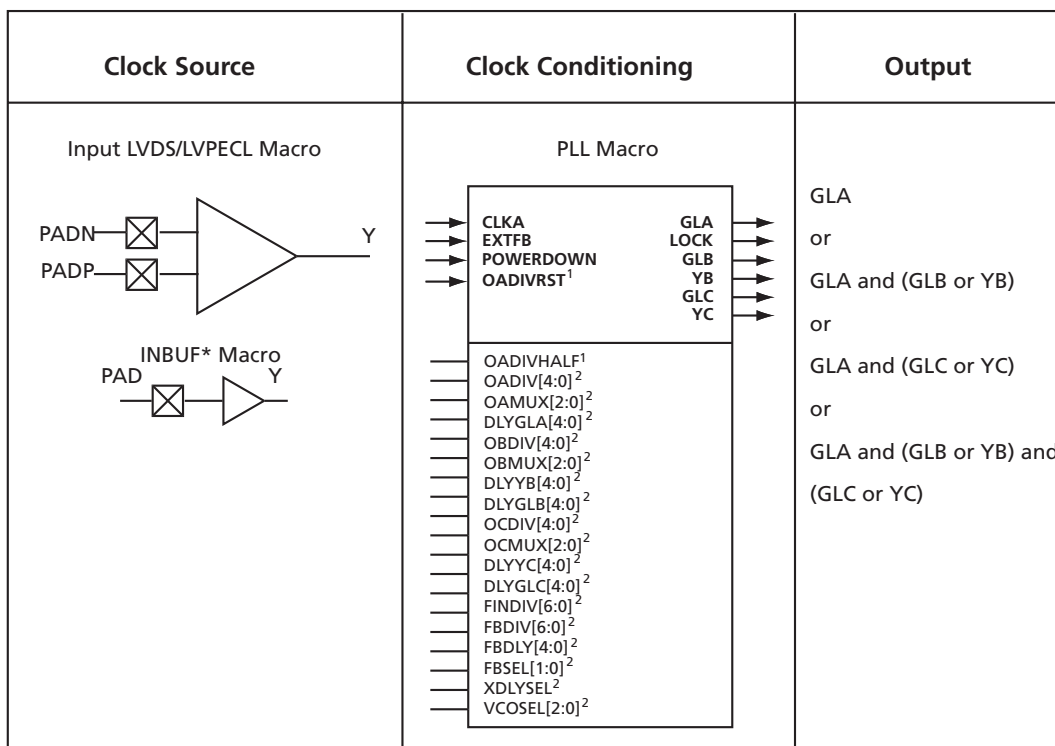 Clock Source
Clock Conditioning
Output
Input LVDS/LVPECL Macro
PADN
PADP
Y
INBUF* Macro
PAD
Y
PLL Macro
CLKA
EXTFB
POWERDOWN
OADIVRST1
GLA
LOCK
GLB
YB
GLC
YC
OADIVHALF1
OADIV[4:0]2
OAMUX[2:0]2
DLYGLA[4:0]2
OBDIV[4:0]2
OBMUX[2:0]2
DLYYB[4:0]2
DLYGLB[4:0]2
OCDIV[4:0]2
OCMUX[2:0]2
DLYYC[4:0]2
DLYGLC[4:0]2
FINDIV[6:0]2
FBDIV[6:0]2
FBDLY[4:0]2
FBSEL[1:0]2
XDLYSEL2
VCOSEL[2:0]2
GLA
or
GLA and (GLB or YB)
or
GLA and (GLC or YC)
or
GLA and (GLB or YB) and
(GLC or YC)